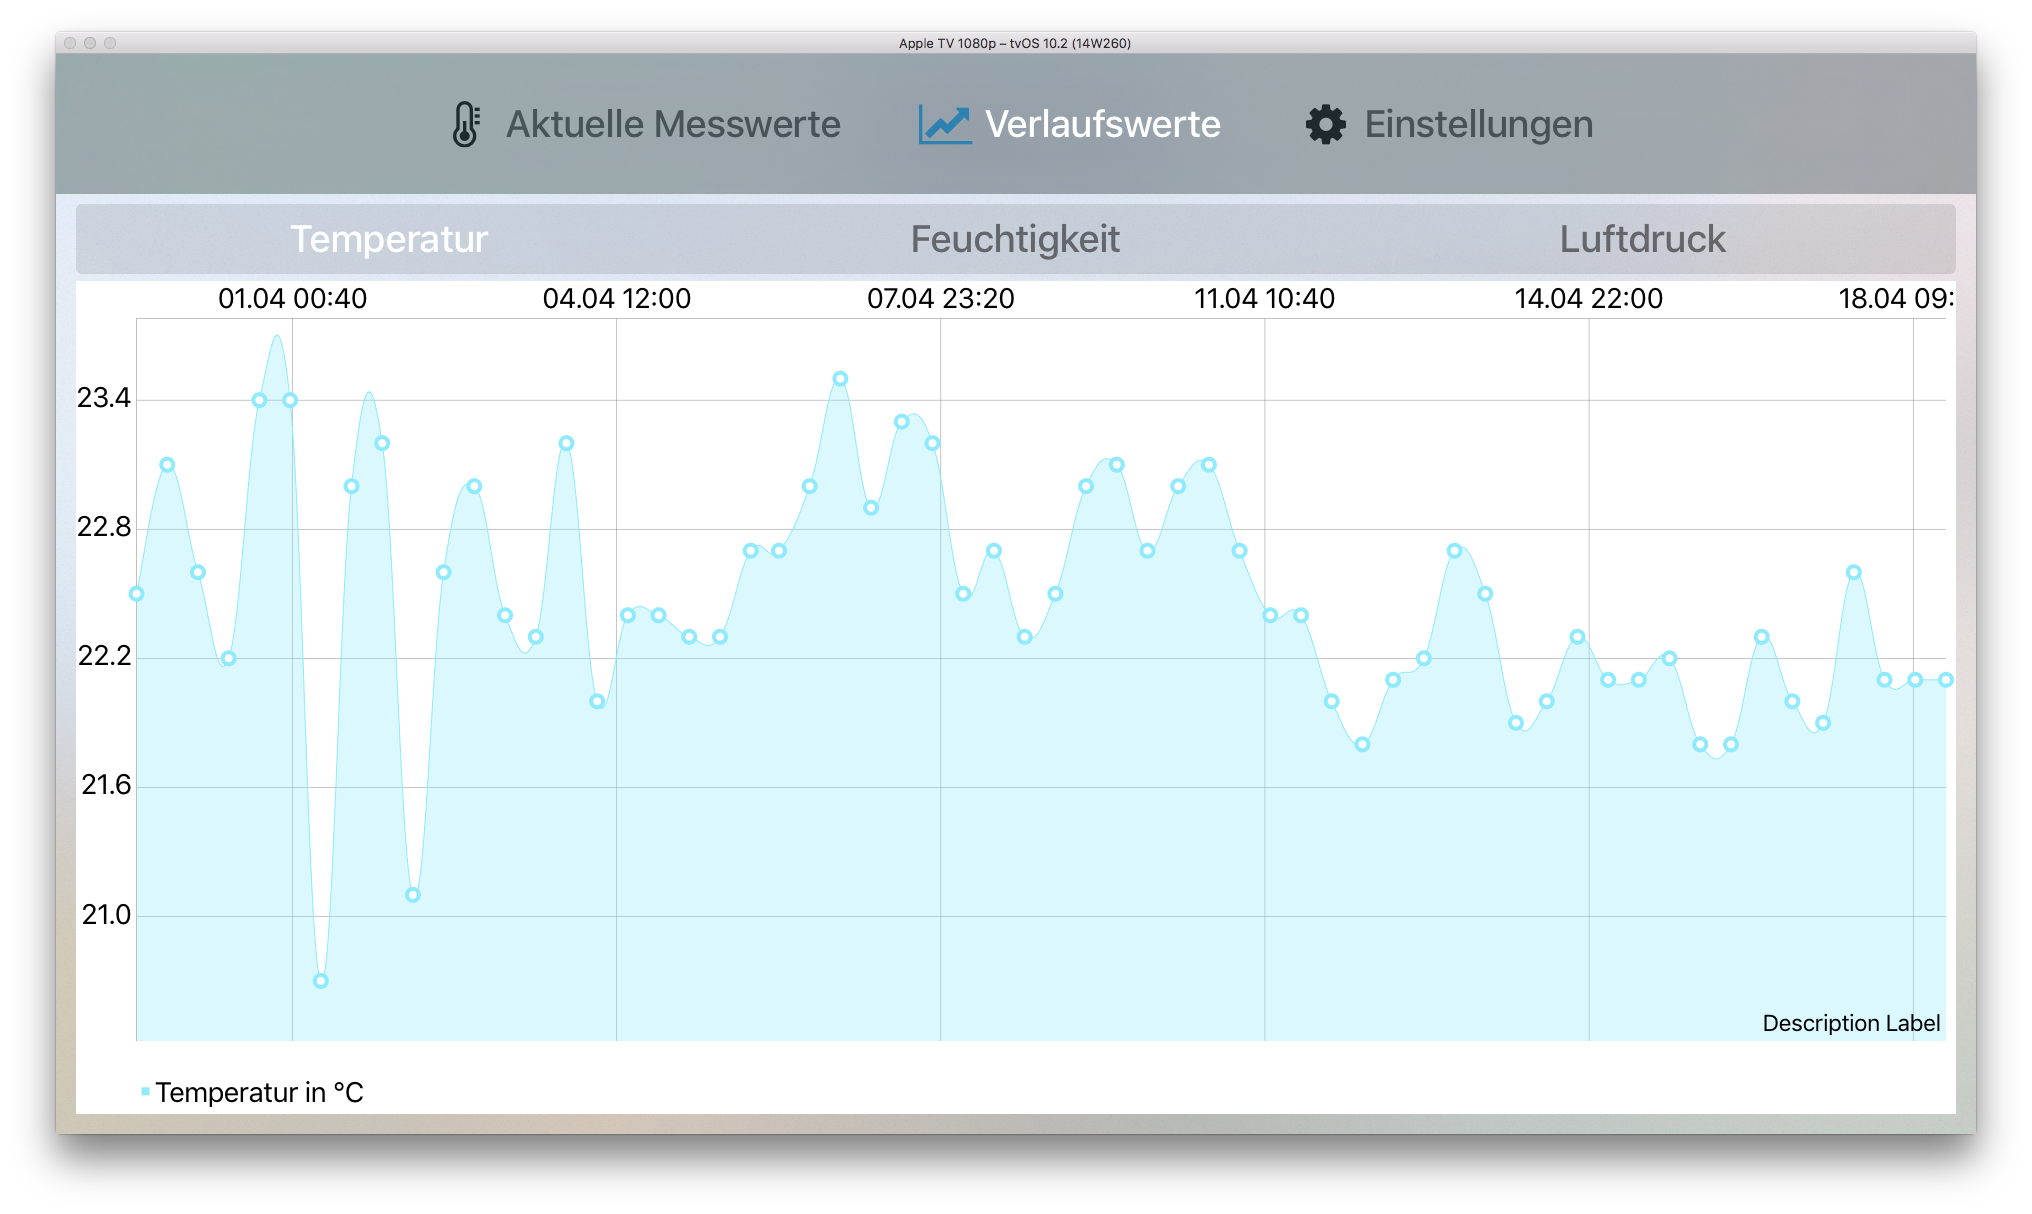 Apple TV 1080p – tvOS 10.2 (14W260)
Aktuelle Messwerte Verlaufswerte Einstellungen
Temperatur Feuchtigkeit Luftdruck
01.04 00:40 04.04 12:00 07.04 23:20 11.04 10:40 14.04 22:00 18.04 09:
23.4
22.8
22.2
21.6
21.0
Description Label
Temperatur in °C